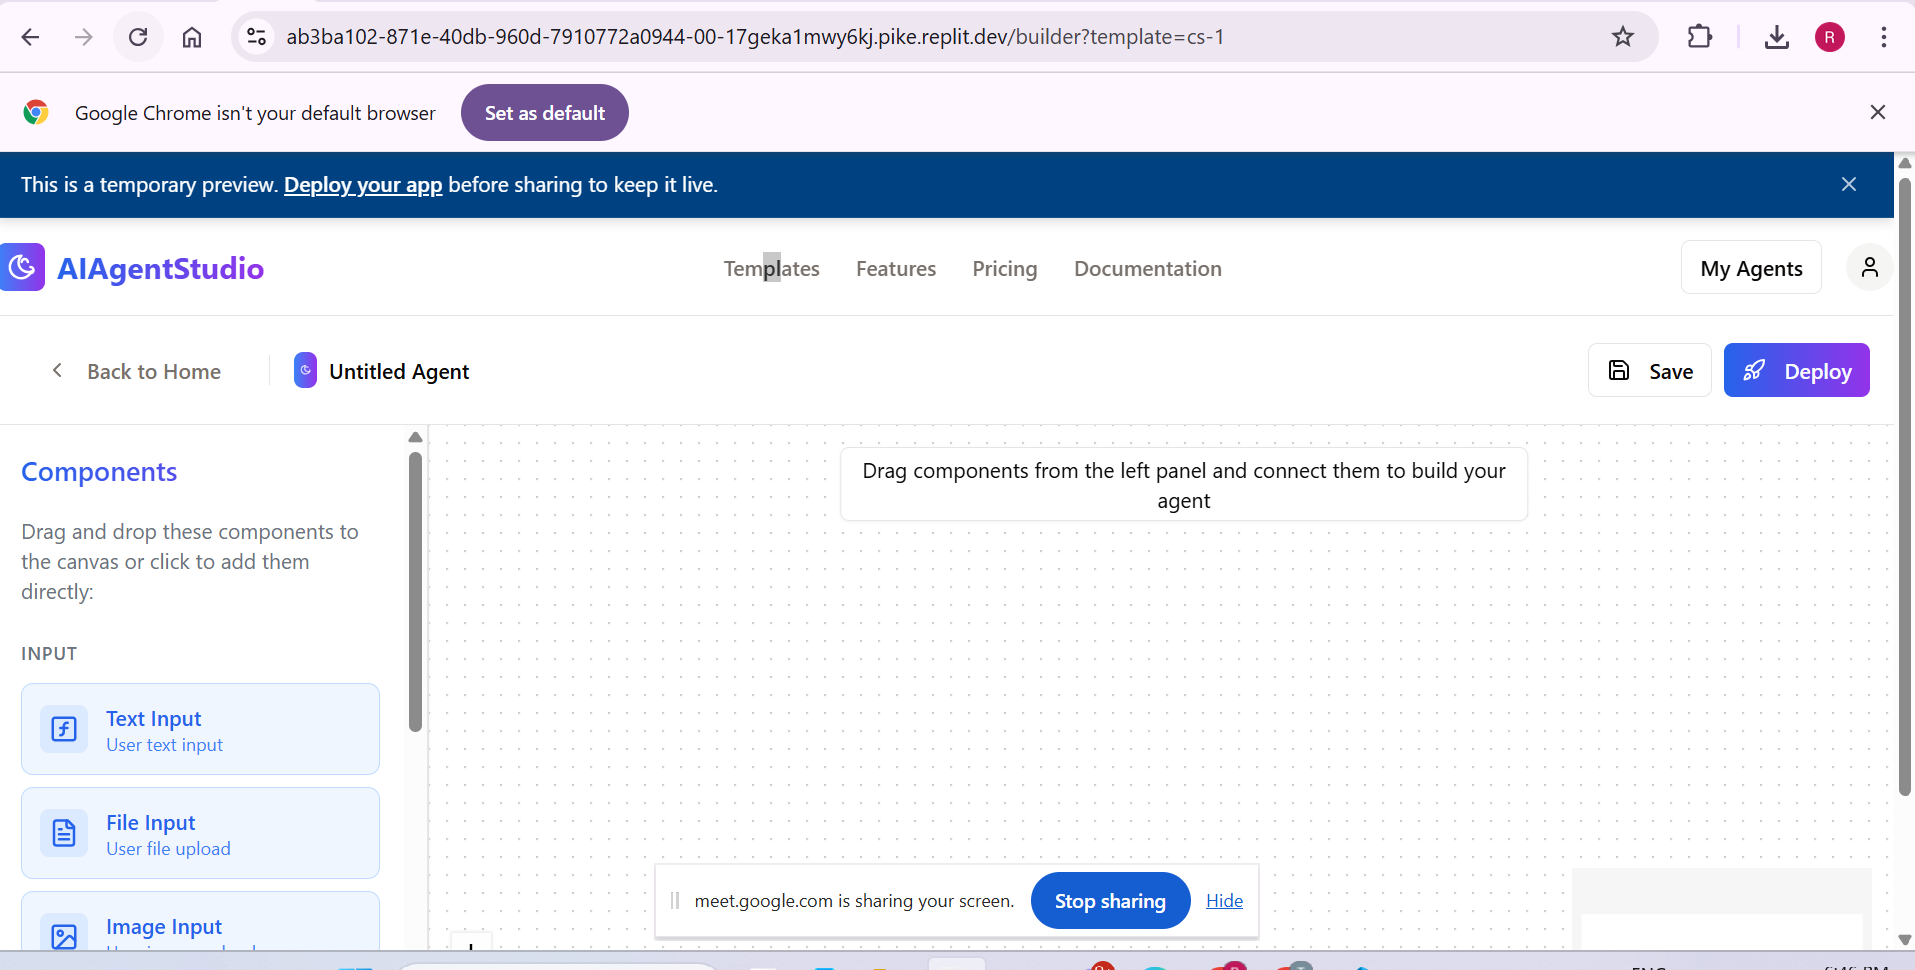 ab3ba102-871e-40db-960d-7910772a0944-00-17geka1mwy6kj.pike.replit.dev/builder?template=cs-1
R
Google Chrome isn't your default browser
Set as default
This is a temporary preview. Deploy your app before sharing to keep it live.
AIAgentStudio
Templates
Features
Pricing
Documentation
My Agents
Back to Home
Untitled Agent
Save
Deploy
Components
Drag and drop these components to
the canvas or click to add them
directly:
INPUT
Text Input
User text input
File Input
User file upload
Image Input
Drag components from the left panel and connect them to build your
agent
meet.google.com is sharing your screen.
Stop sharing
Hide